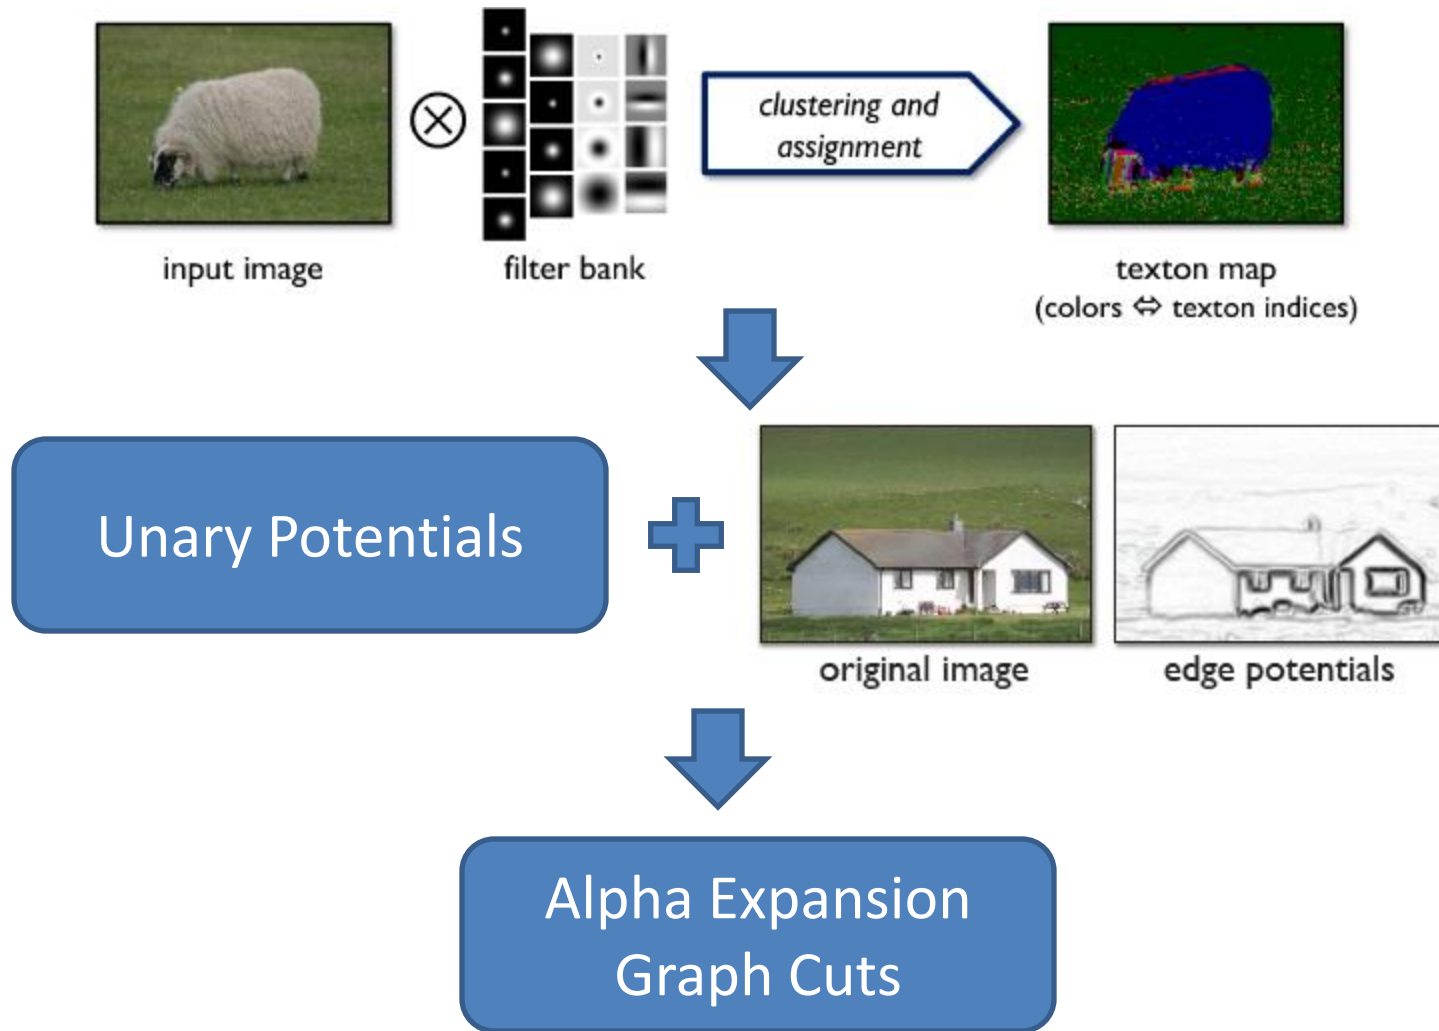 clustering and
assignment
input image
filter bank
texton map
(colors ⇔ texton indices)
Unary Potentials
original image
edge potentials
Alpha Expansion
Graph Cuts